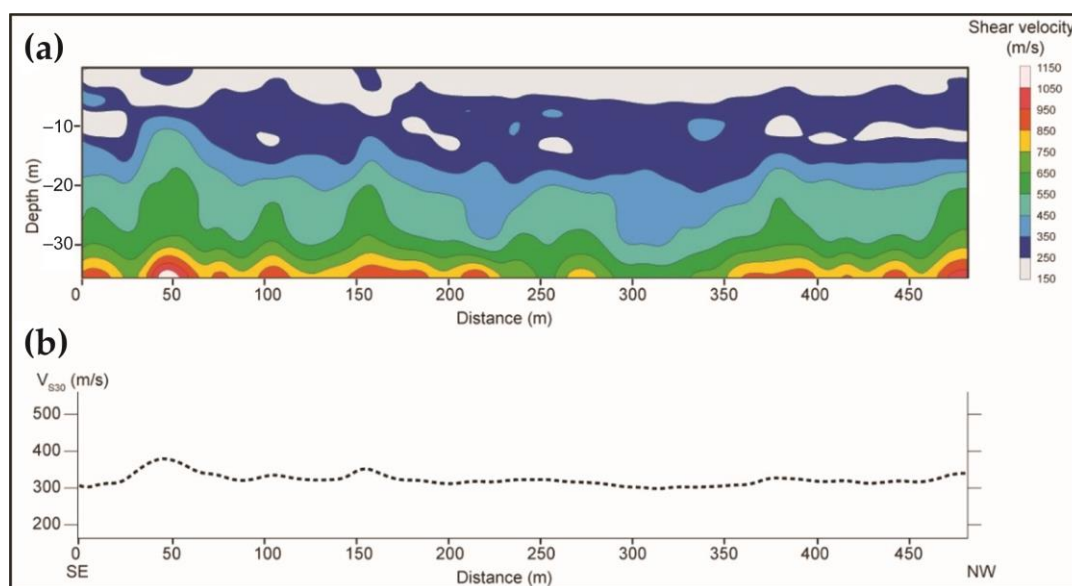 (a)
Shear velocity
(m/s)
1150
1050
950
850
750
650
550
450
350
250
150
–10
–20
–30
Depth (m)
0 50 100 150 200 250 300 350 400 450
Distance (m)
(b)
VS30 (m/s)
500
400
300
200
0 50 100 150 200 250 300 350 400 450
SE Distance (m) NW